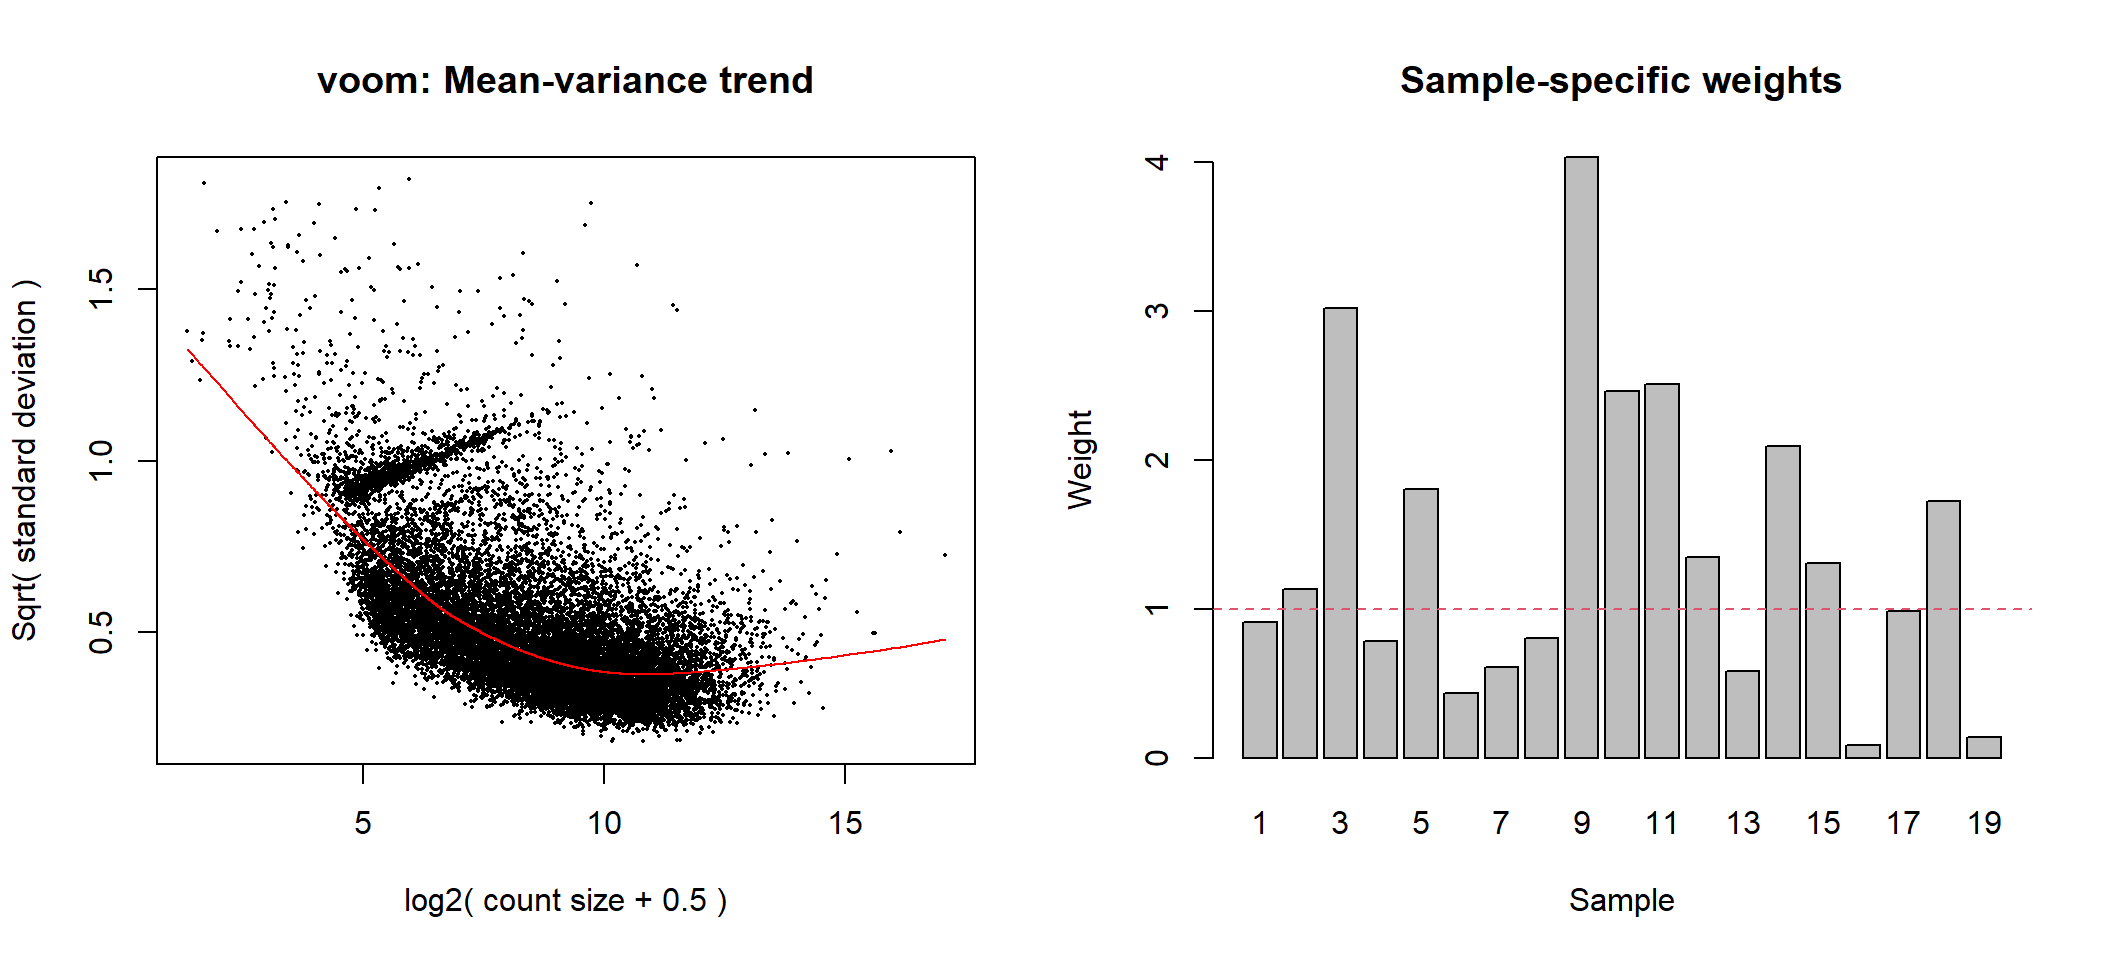 voom: Mean-variance trend
Sqrt( standard deviation )
1.5
1.0
0.5
5 10 15
log2( count size + 0.5 )
Sample-specific weights
Weight
4
3
2
1
0
1 3 5 7 9 11 13 15 17 19
Sample